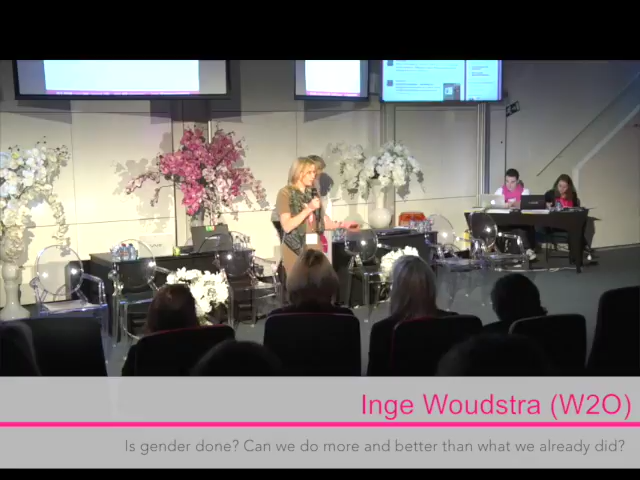 Inge Woudstra (W2O)
Is gender done? Can we do more and better than what we already did?